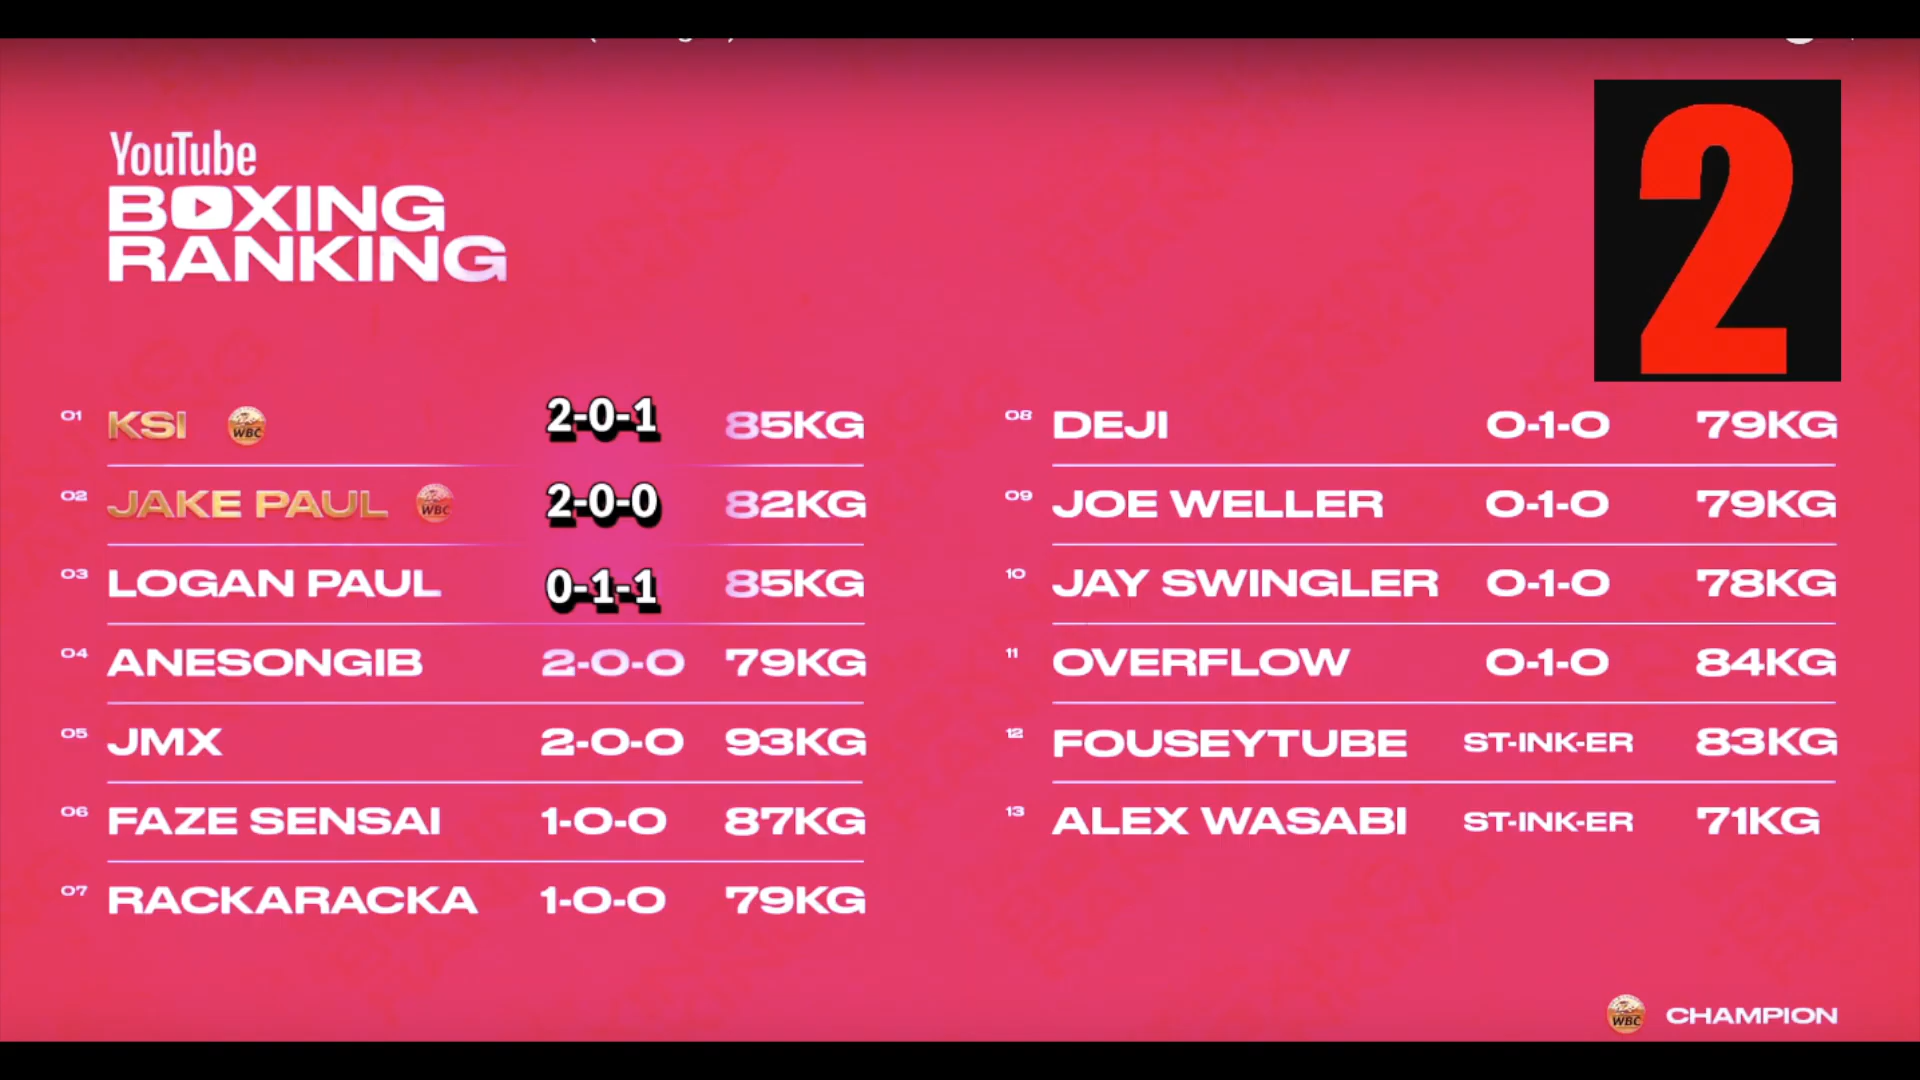 YouTube
BOXING
RANKING
2
01 KSI WBC 2-0-1 85KG
02 JAKE PAUL WBC 2-0-0 82KG
03 LOGAN PAUL 0-1-1 85KG
04 ANESONGIB 2-0-0 79KG
05 JMX 2-0-0 93KG
06 FAZE SENSAI 1-0-0 87KG
07 RACKARACKA 1-0-0 79KG
08 DEJI 0-1-0 79KG
09 JOE WELLER 0-1-0 79KG
10 JAY SWINGLER 0-1-0 78KG
11 OVERFLOW 0-1-0 84KG
12 FOUSEYTUBE ST-INK-ER 83KG
13 ALEX WASABI ST-INK-ER 71KG
WBC CHAMPION